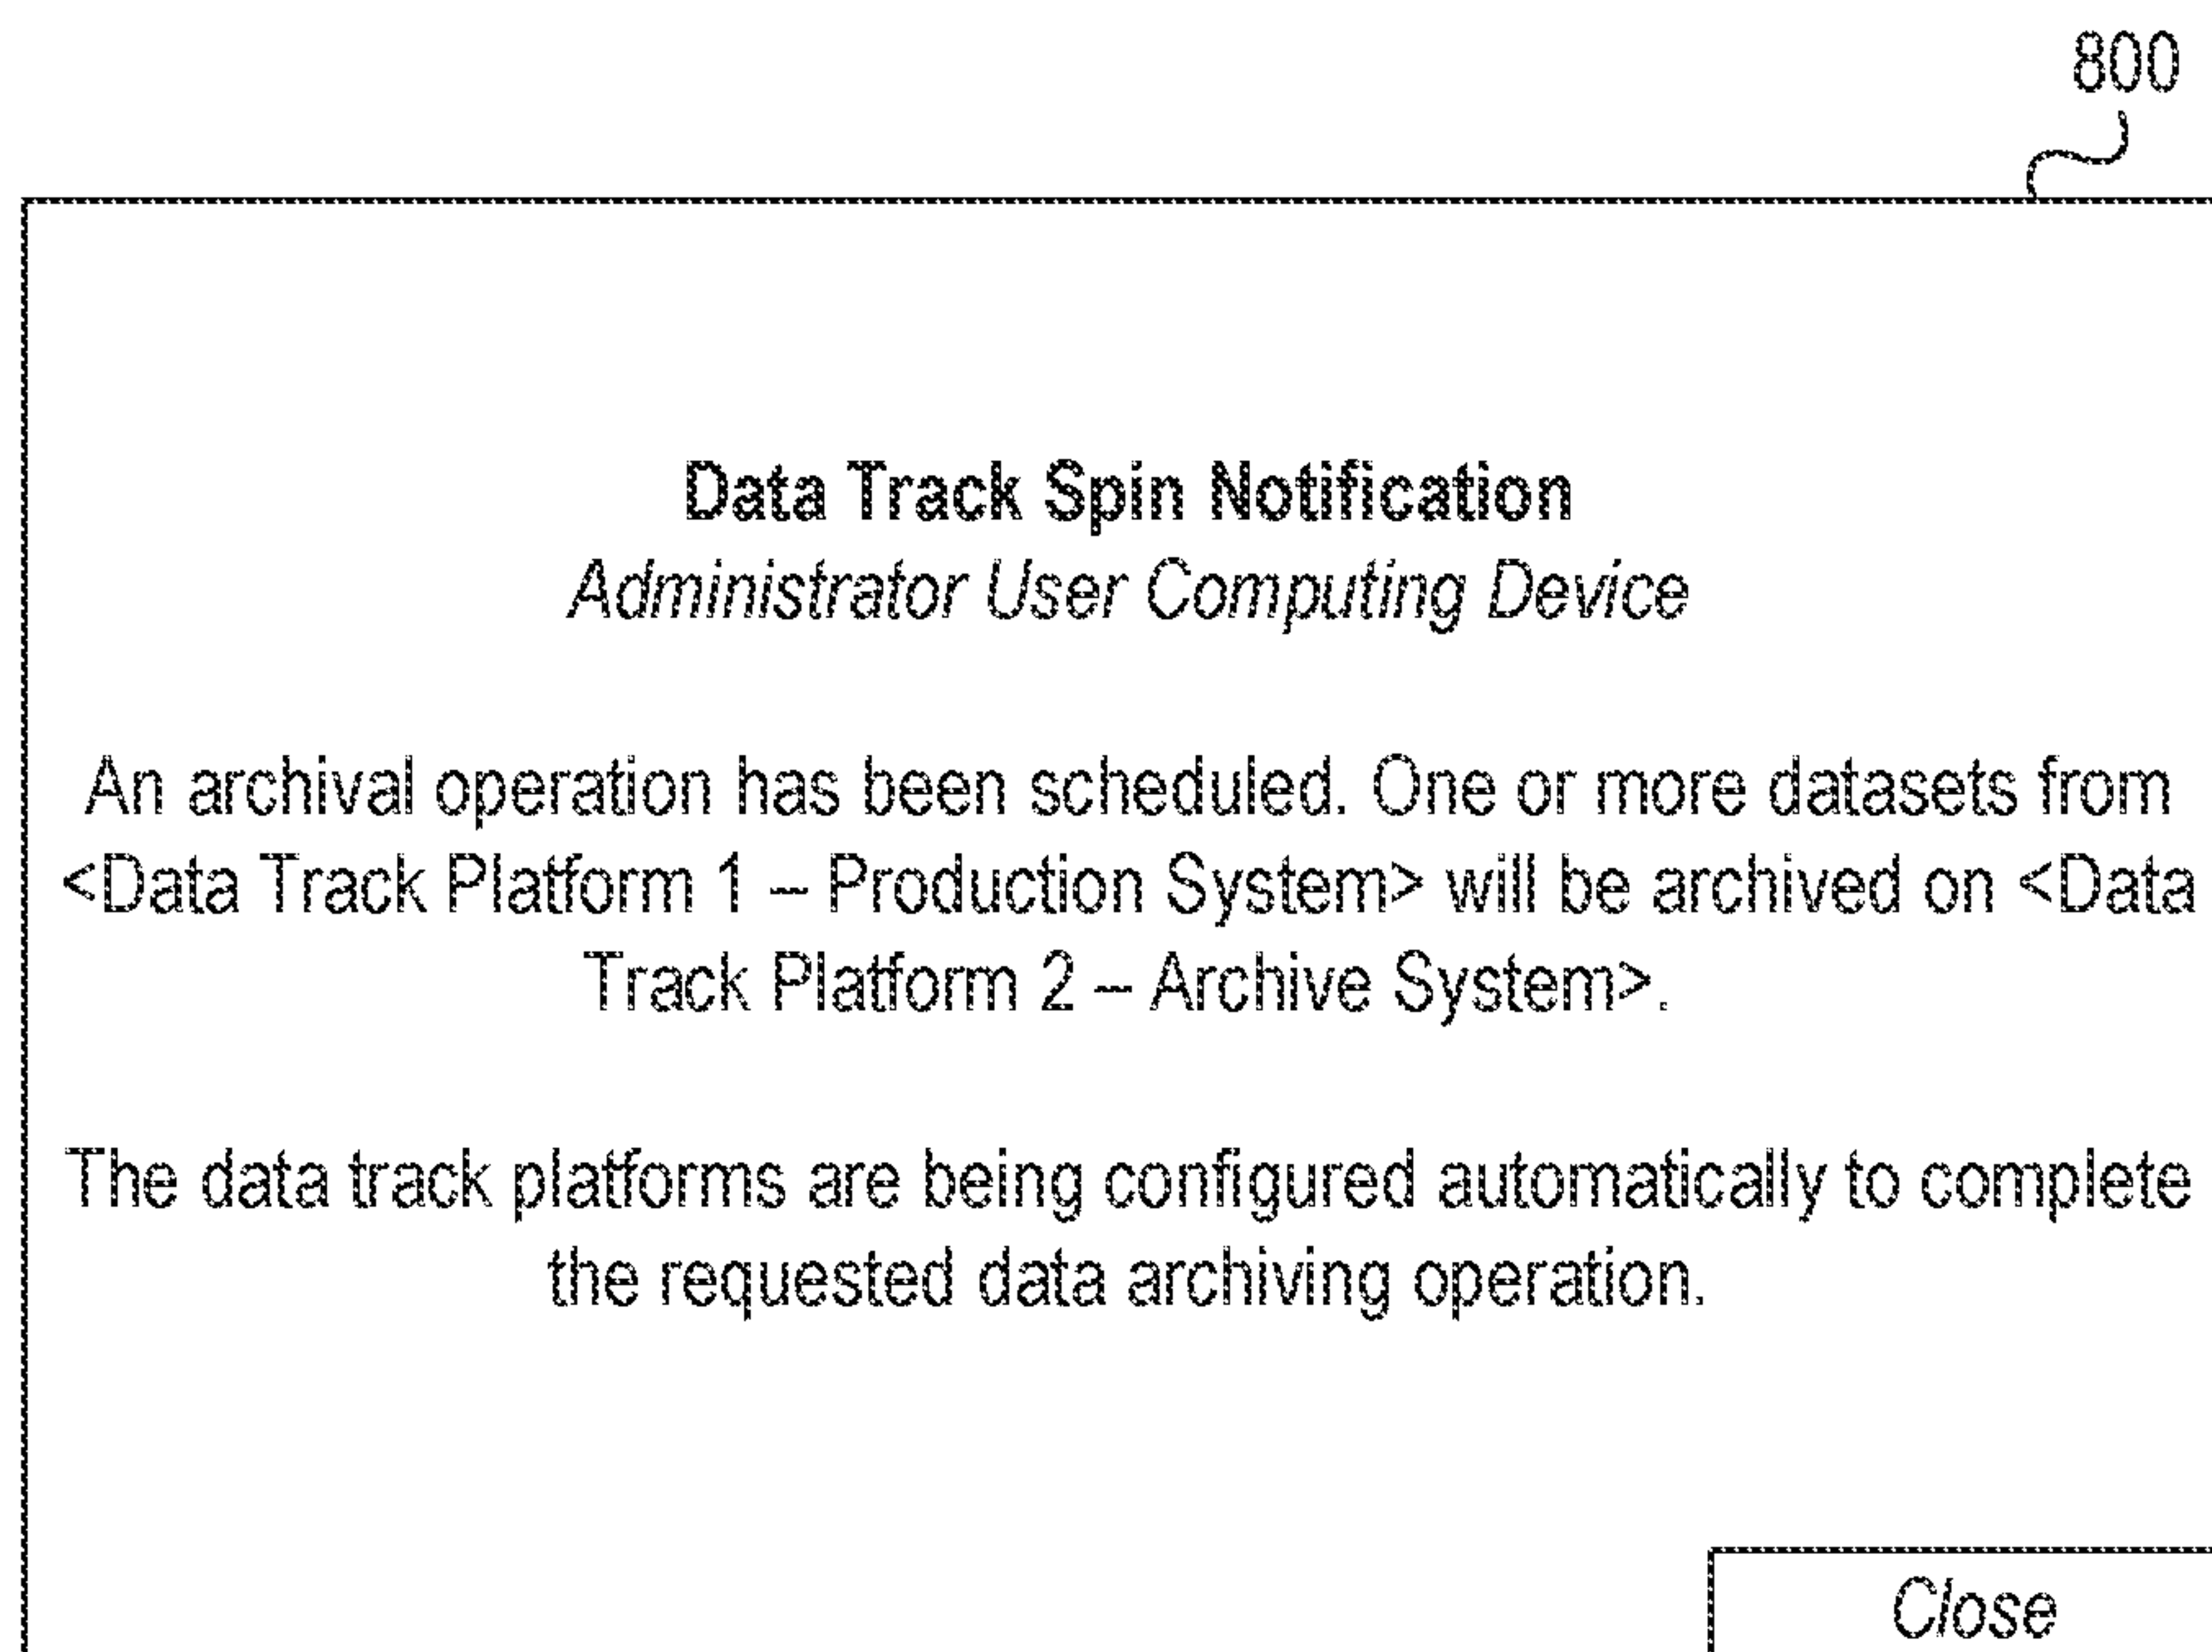 800
Data Track Spin Notification
Administrator User Computing Device
An archival operation has been scheduled. One or more datasets from
<Data Track Platform 1 – Production System> will be archived on <Data
Track Platform 2 – Archive System>.
The data track platforms are being configured automatically to complete
the requested data archiving operation.
Close